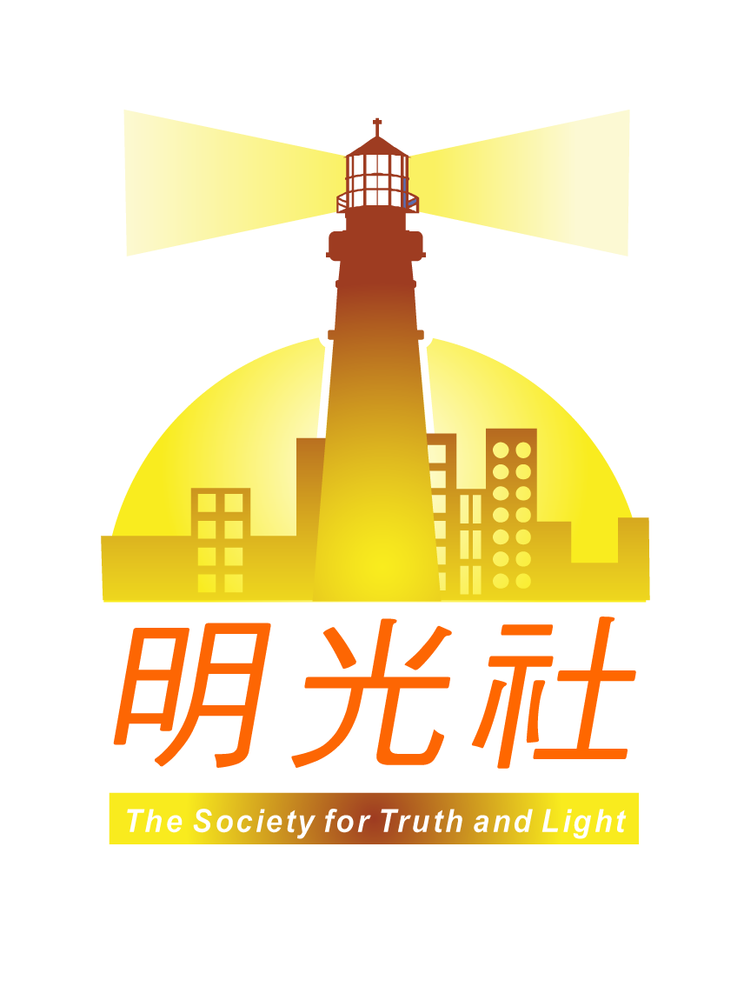 明光社
The Society for Truth and Light